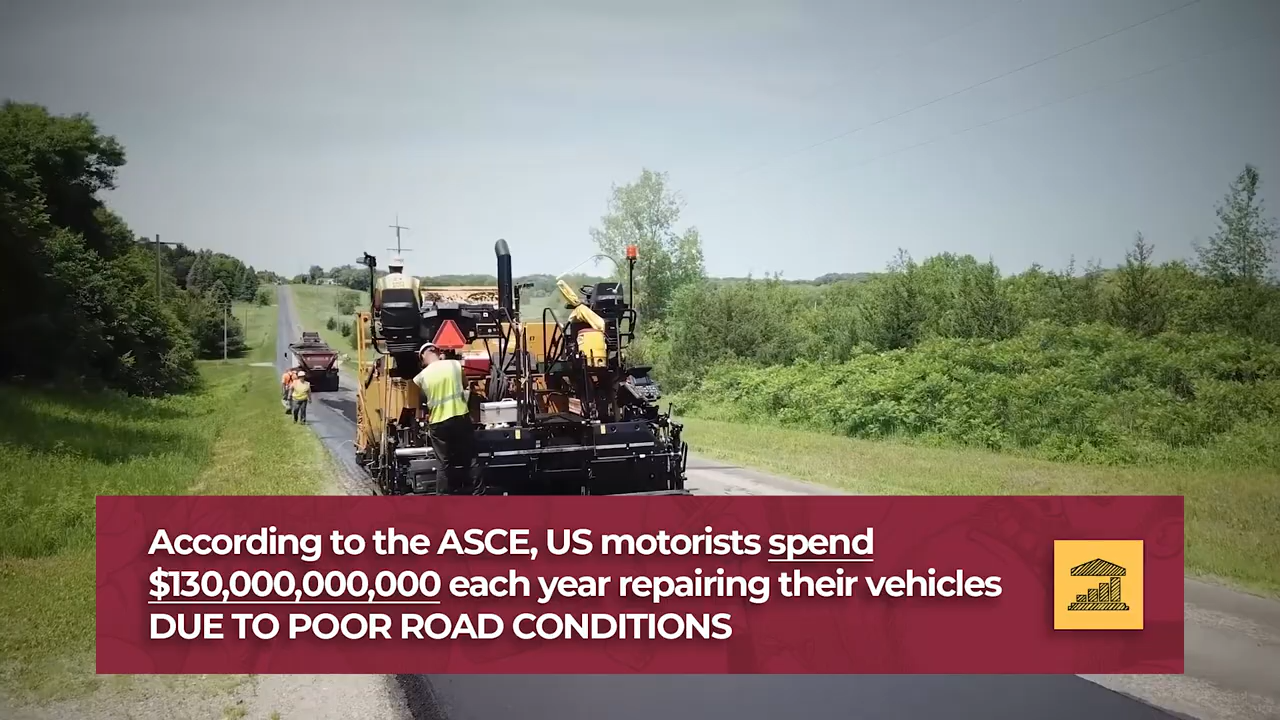 According to the ASCE, US motorists spend
$130,000,000,000 each year repairing their vehicles
DUE TO POOR ROAD CONDITIONS